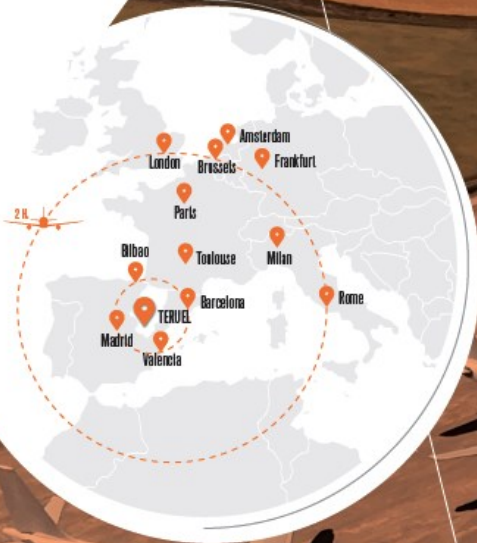 Amsterdam
London
Brussels
Frankfurt
Paris
2 H.
Bilbao
Toulouse
Milan
Barcelona
Rome
TERUEL
Madrid
Valencia